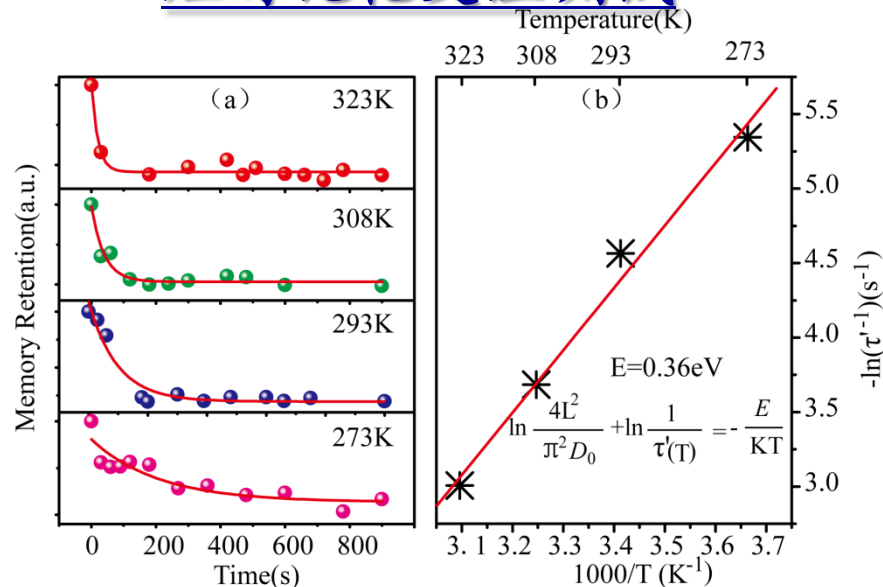 Temperature(K)
323 308 293 273
(a)
323K
308K
293K
273K
Memory Retention(a.u.)
0 200 400 600 800
Time(s)
(b)
E=0.36eV
ln 4L²/π²D₀ +ln 1/τ'(T) =- E/KT
5.5
5.0
4.5
4.0
3.5
3.0
-ln(τ'⁻¹)(s⁻¹)
3.1 3.2 3.3 3.4 3.5 3.6 3.7
1000/T (K⁻¹)